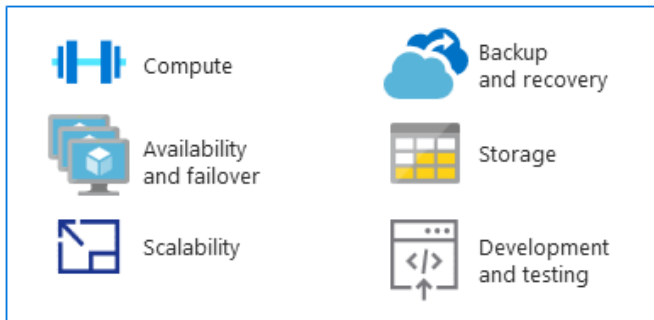 Compute
Backup
and recovery
Availability
and failover
Storage
Scalability
Development
and testing